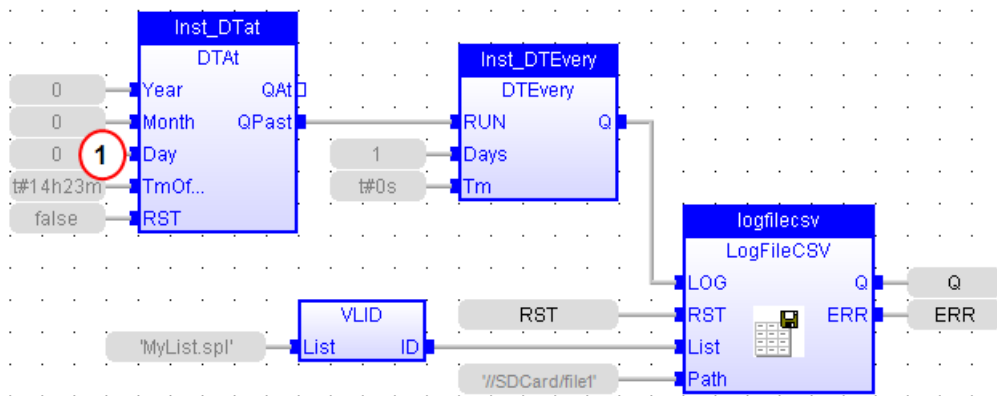 Inst_DTat
DTAt
0 Year QAt
0 Month QPast
0 1 Day
t#14h23m TmOf...
false RST
Inst_DTEvery
DTEvery
RUN Q
1 Days
t#0s Tm
logfilecsv
LogFileCSV
LOG Q Q
RST RST ERR ERR
List
'//SDCard/file1' Path
VLID
'MyList.spl' List ID